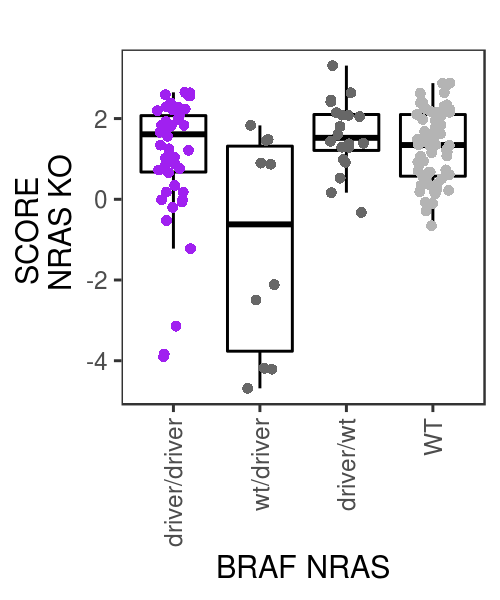 SCORE
NRAS KO
2
0
-2
-4
driver/driver
wt/driver
driver/wt
WT
BRAF NRAS